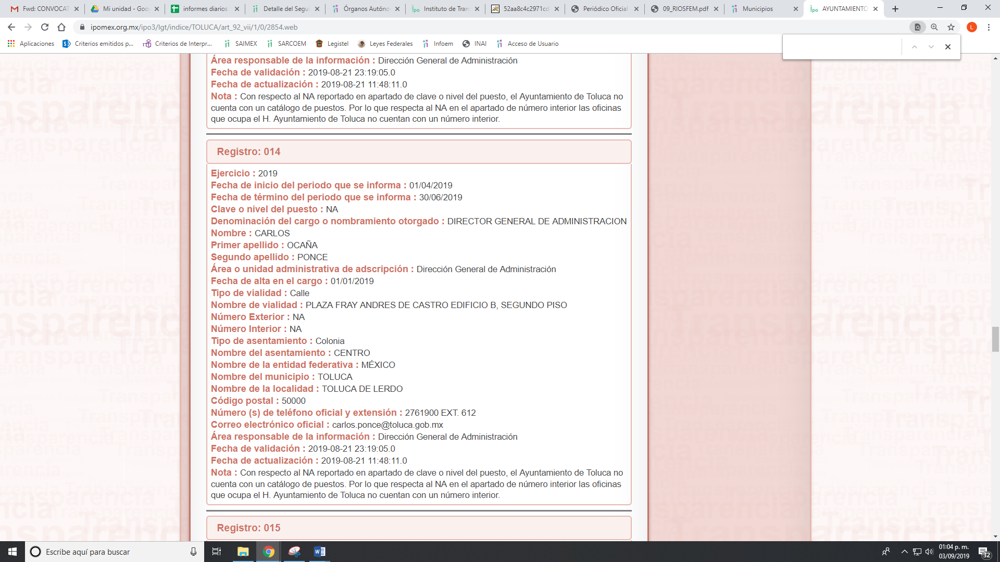 Fwd: CONVOCAT
Mi unidad - Goo
informes diarios
Detalle del Segui
Órganos Autóno
Instituto de Tran
52aa8c4c2971cd
Periódico Oficial
09_RIOSFEM.pdf
Municipios
AYUNTAMIENTO
ipomex.org.mx/ipo3/lgt/indice/TOLUCA/art_92_vii/1/0/2854.web
L
Aplicaciones
Criterios emitidos p...
Criterios de Interpr...
SAIMEX
SARCOEM
Legistel
Leyes Federales
Infoem
INAI
Acceso de Usuario
Área responsable de la información : Dirección General de Administración
Fecha de validación : 2019-08-21 23:19:05.0
Fecha de actualización : 2019-08-21 11:48:11.0
Nota : Con respecto al NA reportado en apartado de clave o nivel del puesto, el Ayuntamiento de Toluca no
cuenta con un catálogo de puestos. Por lo que respecta al NA en el apartado de número interior las oficinas
que ocupa el H. Ayuntamiento de Toluca no cuentan con un número interior.
Registro: 014
Ejercicio : 2019
Fecha de inicio del periodo que se informa : 01/04/2019
Fecha de término del periodo que se informa : 30/06/2019
Clave o nivel del puesto : NA
Denominación del cargo o nombramiento otorgado : DIRECTOR GENERAL DE ADMINISTRACION
Nombre : CARLOS
Primer apellido : OCAÑA
Segundo apellido : PONCE
Área o unidad administrativa de adscripción : Dirección General de Administración
Fecha de alta en el cargo : 01/01/2019
Tipo de vialidad : Calle
Nombre de vialidad : PLAZA FRAY ANDRES DE CASTRO EDIFICIO B, SEGUNDO PISO
Número Exterior : NA
Número Interior : NA
Tipo de asentamiento : Colonia
Nombre del asentamiento : CENTRO
Nombre de la entidad federativa : MÉXICO
Nombre del municipio : TOLUCA
Nombre de la localidad : TOLUCA DE LERDO
Código postal : 50000
Número (s) de teléfono oficial y extensión : 2761900 EXT. 612
Correo electrónico oficial : carlos.ponce@toluca.gob.mx
Área responsable de la información : Dirección General de Administración
Fecha de validación : 2019-08-21 23:19:05.0
Fecha de actualización : 2019-08-21 11:48:11.0
Nota : Con respecto al NA reportado en apartado de clave o nivel del puesto, el Ayuntamiento de Toluca no
cuenta con un catálogo de puestos. Por lo que respecta al NA en el apartado de número interior las oficinas
que ocupa el H. Ayuntamiento de Toluca no cuentan con un número interior.
Registro: 015
Escribe aquí para buscar
01:04 p. m.
03/09/2019
32